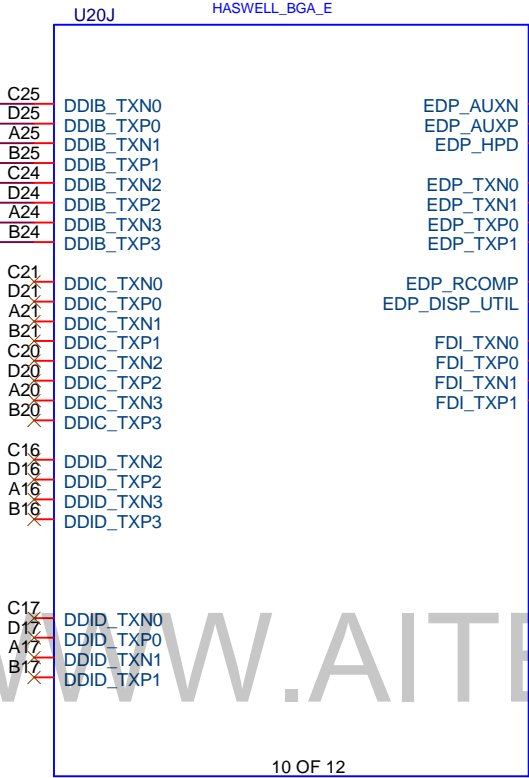 U20J HASWELL_BGA_E
C25 DDIB_TXN0 EDP_AUXN
D25 DDIB_TXP0 EDP_AUXP
A25 DDIB_TXN1 EDP_HPD
B25 DDIB_TXP1
C24 DDIB_TXN2 EDP_TXN0
D24 DDIB_TXP2 EDP_TXN1
A24 DDIB_TXN3 EDP_TXP0
B24 DDIB_TXP3 EDP_TXP1
C21 DDIC_TXN0 EDP_RCOMP
D21 DDIC_TXP0 EDP_DISP_UTIL
A21 DDIC_TXN1
B21 DDIC_TXP1 FDI_TXN0
C20 DDIC_TXN2 FDI_TXP0
D20 DDIC_TXP2 FDI_TXN1
A20 DDIC_TXN3 FDI_TXP1
B20 DDIC_TXP3
C16 DDID_TXN2
D16 DDID_TXP2
A16 DDID_TXN3
B16 DDID_TXP3
C17 DDID_TXN0
D17 DDID_TXP0
A17 DDID_TXN1
B17 DDID_TXP1
WWW.AITE
10 OF 12